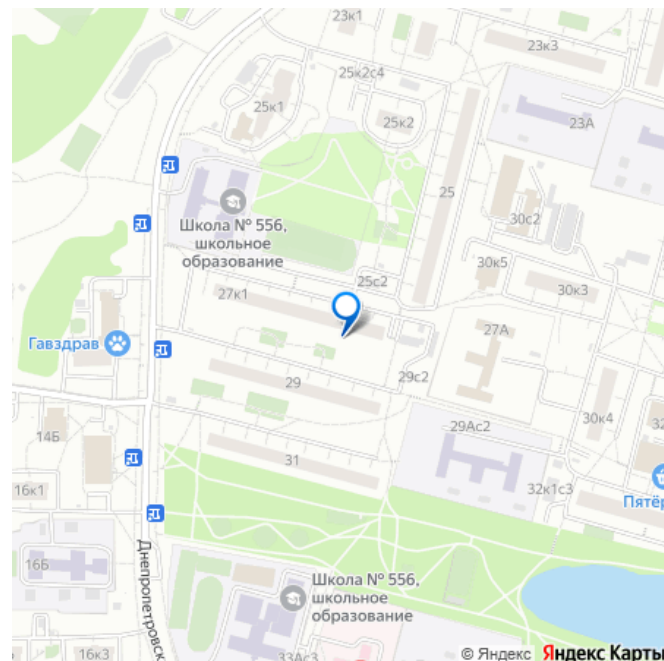 23к1
23к3
25к2с4
25к1
25к2
23А
25
Школа № 556,
школьное
образование
30с2
25с2
30к5
30к3
27к1
27А
Гавздрав
29с2
29
29Ас2
30к4
14Б
32
31
16к1
32к1с3
Пятёр
16Б
Днепропетровск
Школа № 556,
школьное
образование
16к3
33Ас3
© Яндекс Яндекс Карты